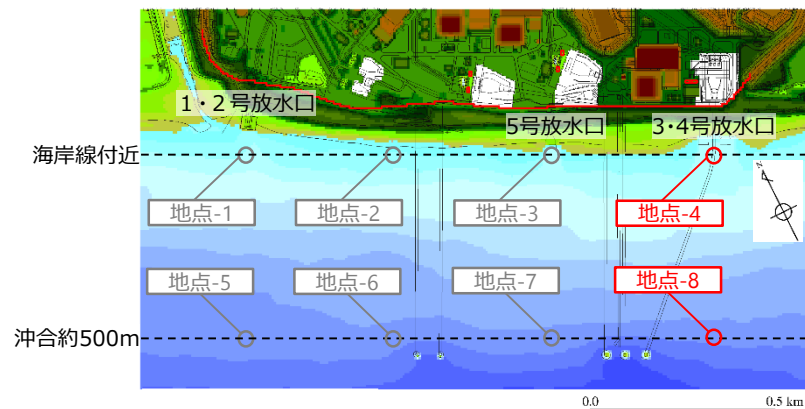 1・2号放水口
5号放水口
3・4号放水口
海岸線付近
地点-1
地点-2
地点-3
地点-4
N
地点-5
地点-6
地点-7
地点-8
沖合約500m
0.0
0.5 km